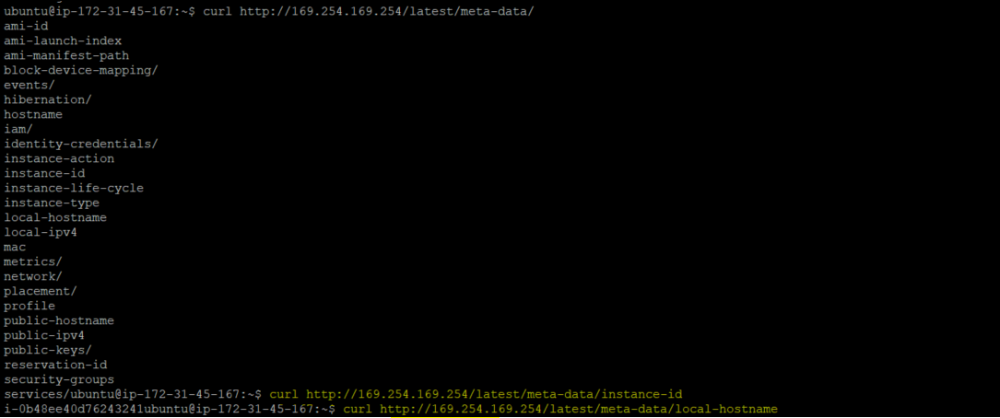 ubuntu@ip-172-31-45-167:~$ curl http://169.254.169.254/latest/meta-data/
ami-id
ami-launch-index
ami-manifest-path
block-device-mapping/
events/
hibernation/
hostname
iam/
identity-credentials/
instance-action
instance-id
instance-life-cycle
instance-type
local-hostname
local-ipv4
mac
metrics/
network/
placement/
profile
public-hostname
public-ipv4
public-keys/
reservation-id
security-groups
services/ubuntu@ip-172-31-45-167:~$ curl http://169.254.169.254/latest/meta-data/instance-id
i-0b48ee40d76243241ubuntu@ip-172-31-45-167:~$ curl http://169.254.169.254/latest/meta-data/local-hostname